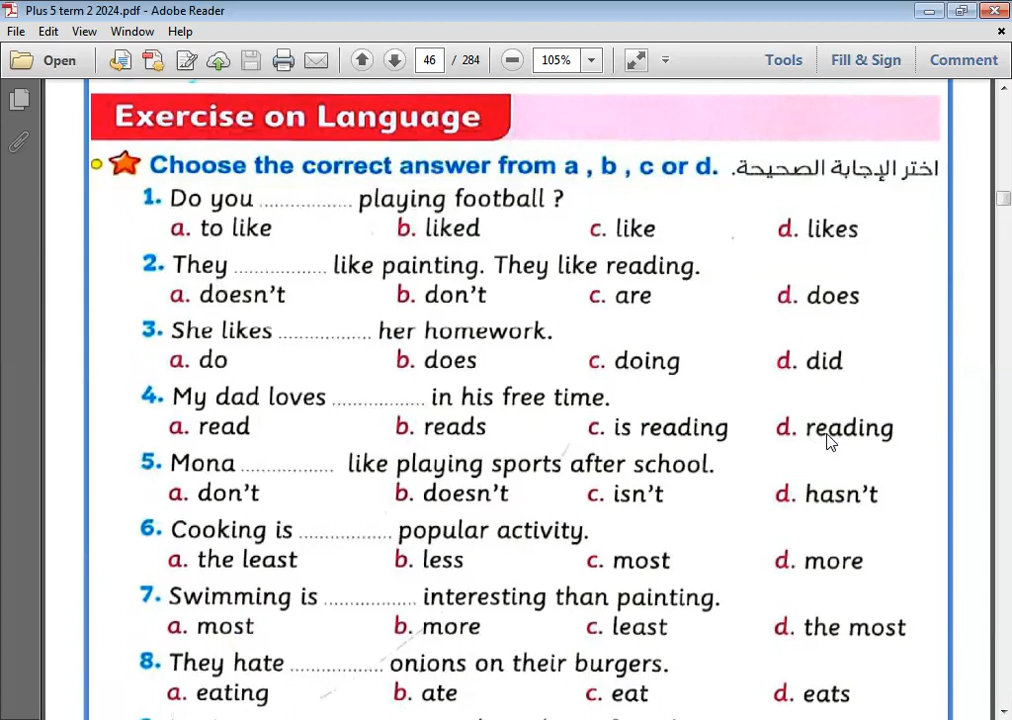 Plus 5 term 2 2024.pdf - Adobe Reader
File Edit View Window Help
Open 46 / 284 105% Tools Fill & Sign Comment
Exercise on Language
Choose the correct answer from a , b , c or d. اختر الإجابة الصحيحة.
1. Do you ................ playing football ?
a. to like b. liked c. like d. likes
2. They ................ like painting. They like reading.
a. doesn't b. don't c. are d. does
3. She likes ................ her homework.
a. do b. does c. doing d. did
4. My dad loves ................ in his free time.
a. read b. reads c. is reading d. reading
5. Mona ................ like playing sports after school.
a. don't b. doesn't c. isn't d. hasn't
6. Cooking is ................ popular activity.
a. the least b. less c. most d. more
7. Swimming is ................ interesting than painting.
a. most b. more c. least d. the most
8. They hate ................ onions on their burgers.
a. eating b. ate c. eat d. eats